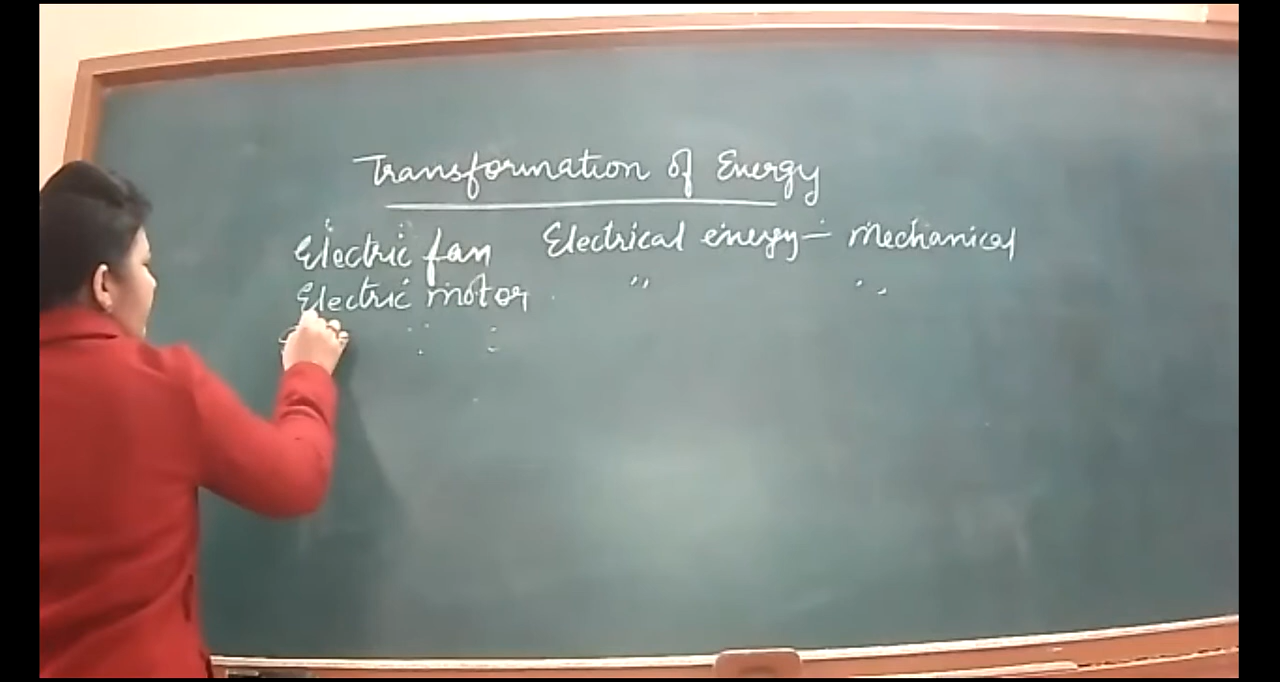 Transformation of Energy
Electric fan Electrical energy – Mechanical
Electric motor " "